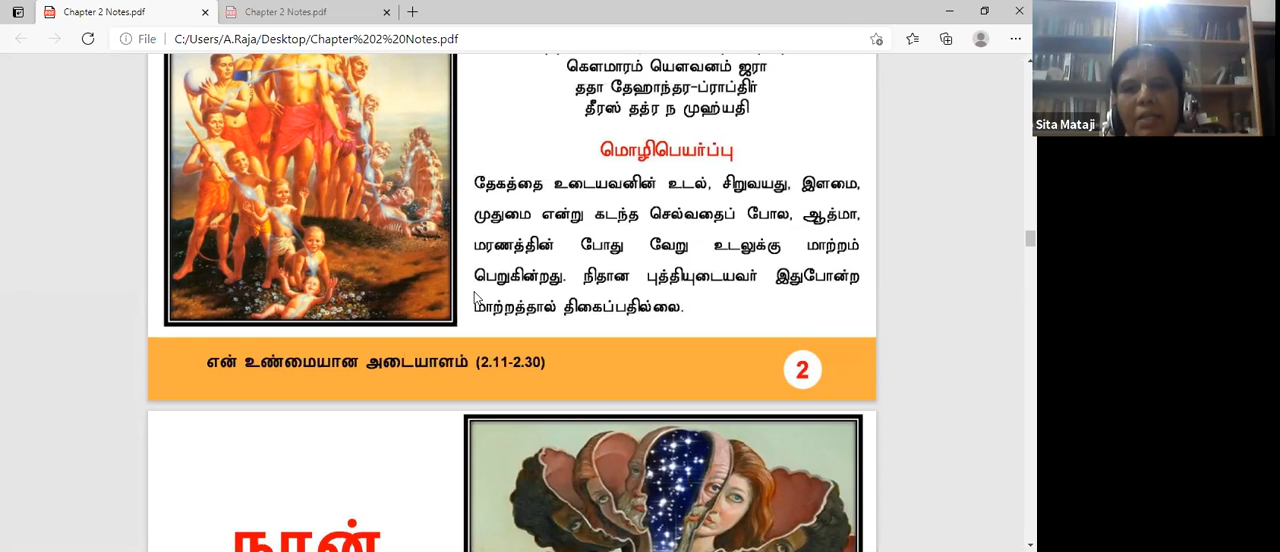 Chapter 2 Notes.pdf
Chapter 2 Notes.pdf
File
C:/Users/A.Raja/Desktop/Chapter%202%20Notes.pdf
Sita Mataji
கௌமாரம் யௌவனம் ஜரா
ததா தேஹாந்தர-ப்ராப்திர்
தீரஸ் தத்ர ந முஹ்யதி
மொழிபெயர்ப்பு
தேகத்தை உடையவனின் உடல், சிறுவயது, இளமை,
முதுமை என்று கடந்த செல்வதைப் போல, ஆத்மா,
மரணத்தின் போது வேறு உடலுக்கு மாற்றம்
பெறுகின்றது. நிதான புத்தியுடையவர் இதுபோன்ற
மாற்றத்தால் திகைப்பதில்லை.
என் உண்மையான அடையாளம் (2.11-2.30)
2
நான்